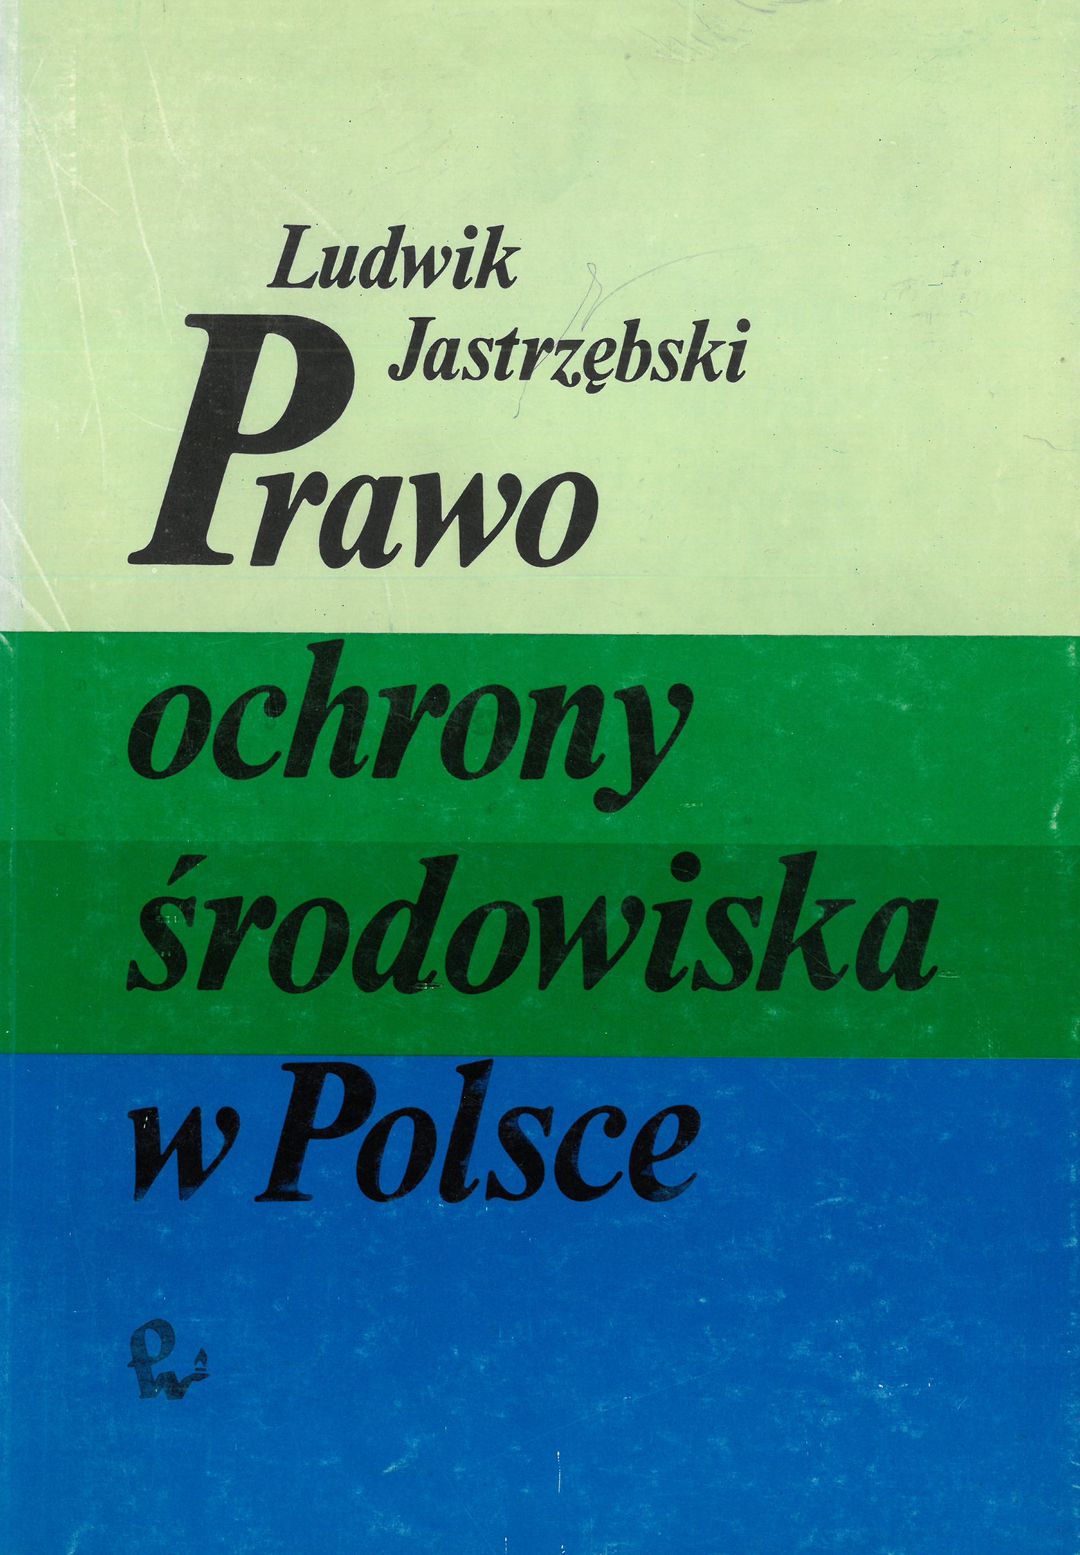 Ludwik
Jastrzębski
Prawo
ochrony
środowiska
w Polsce